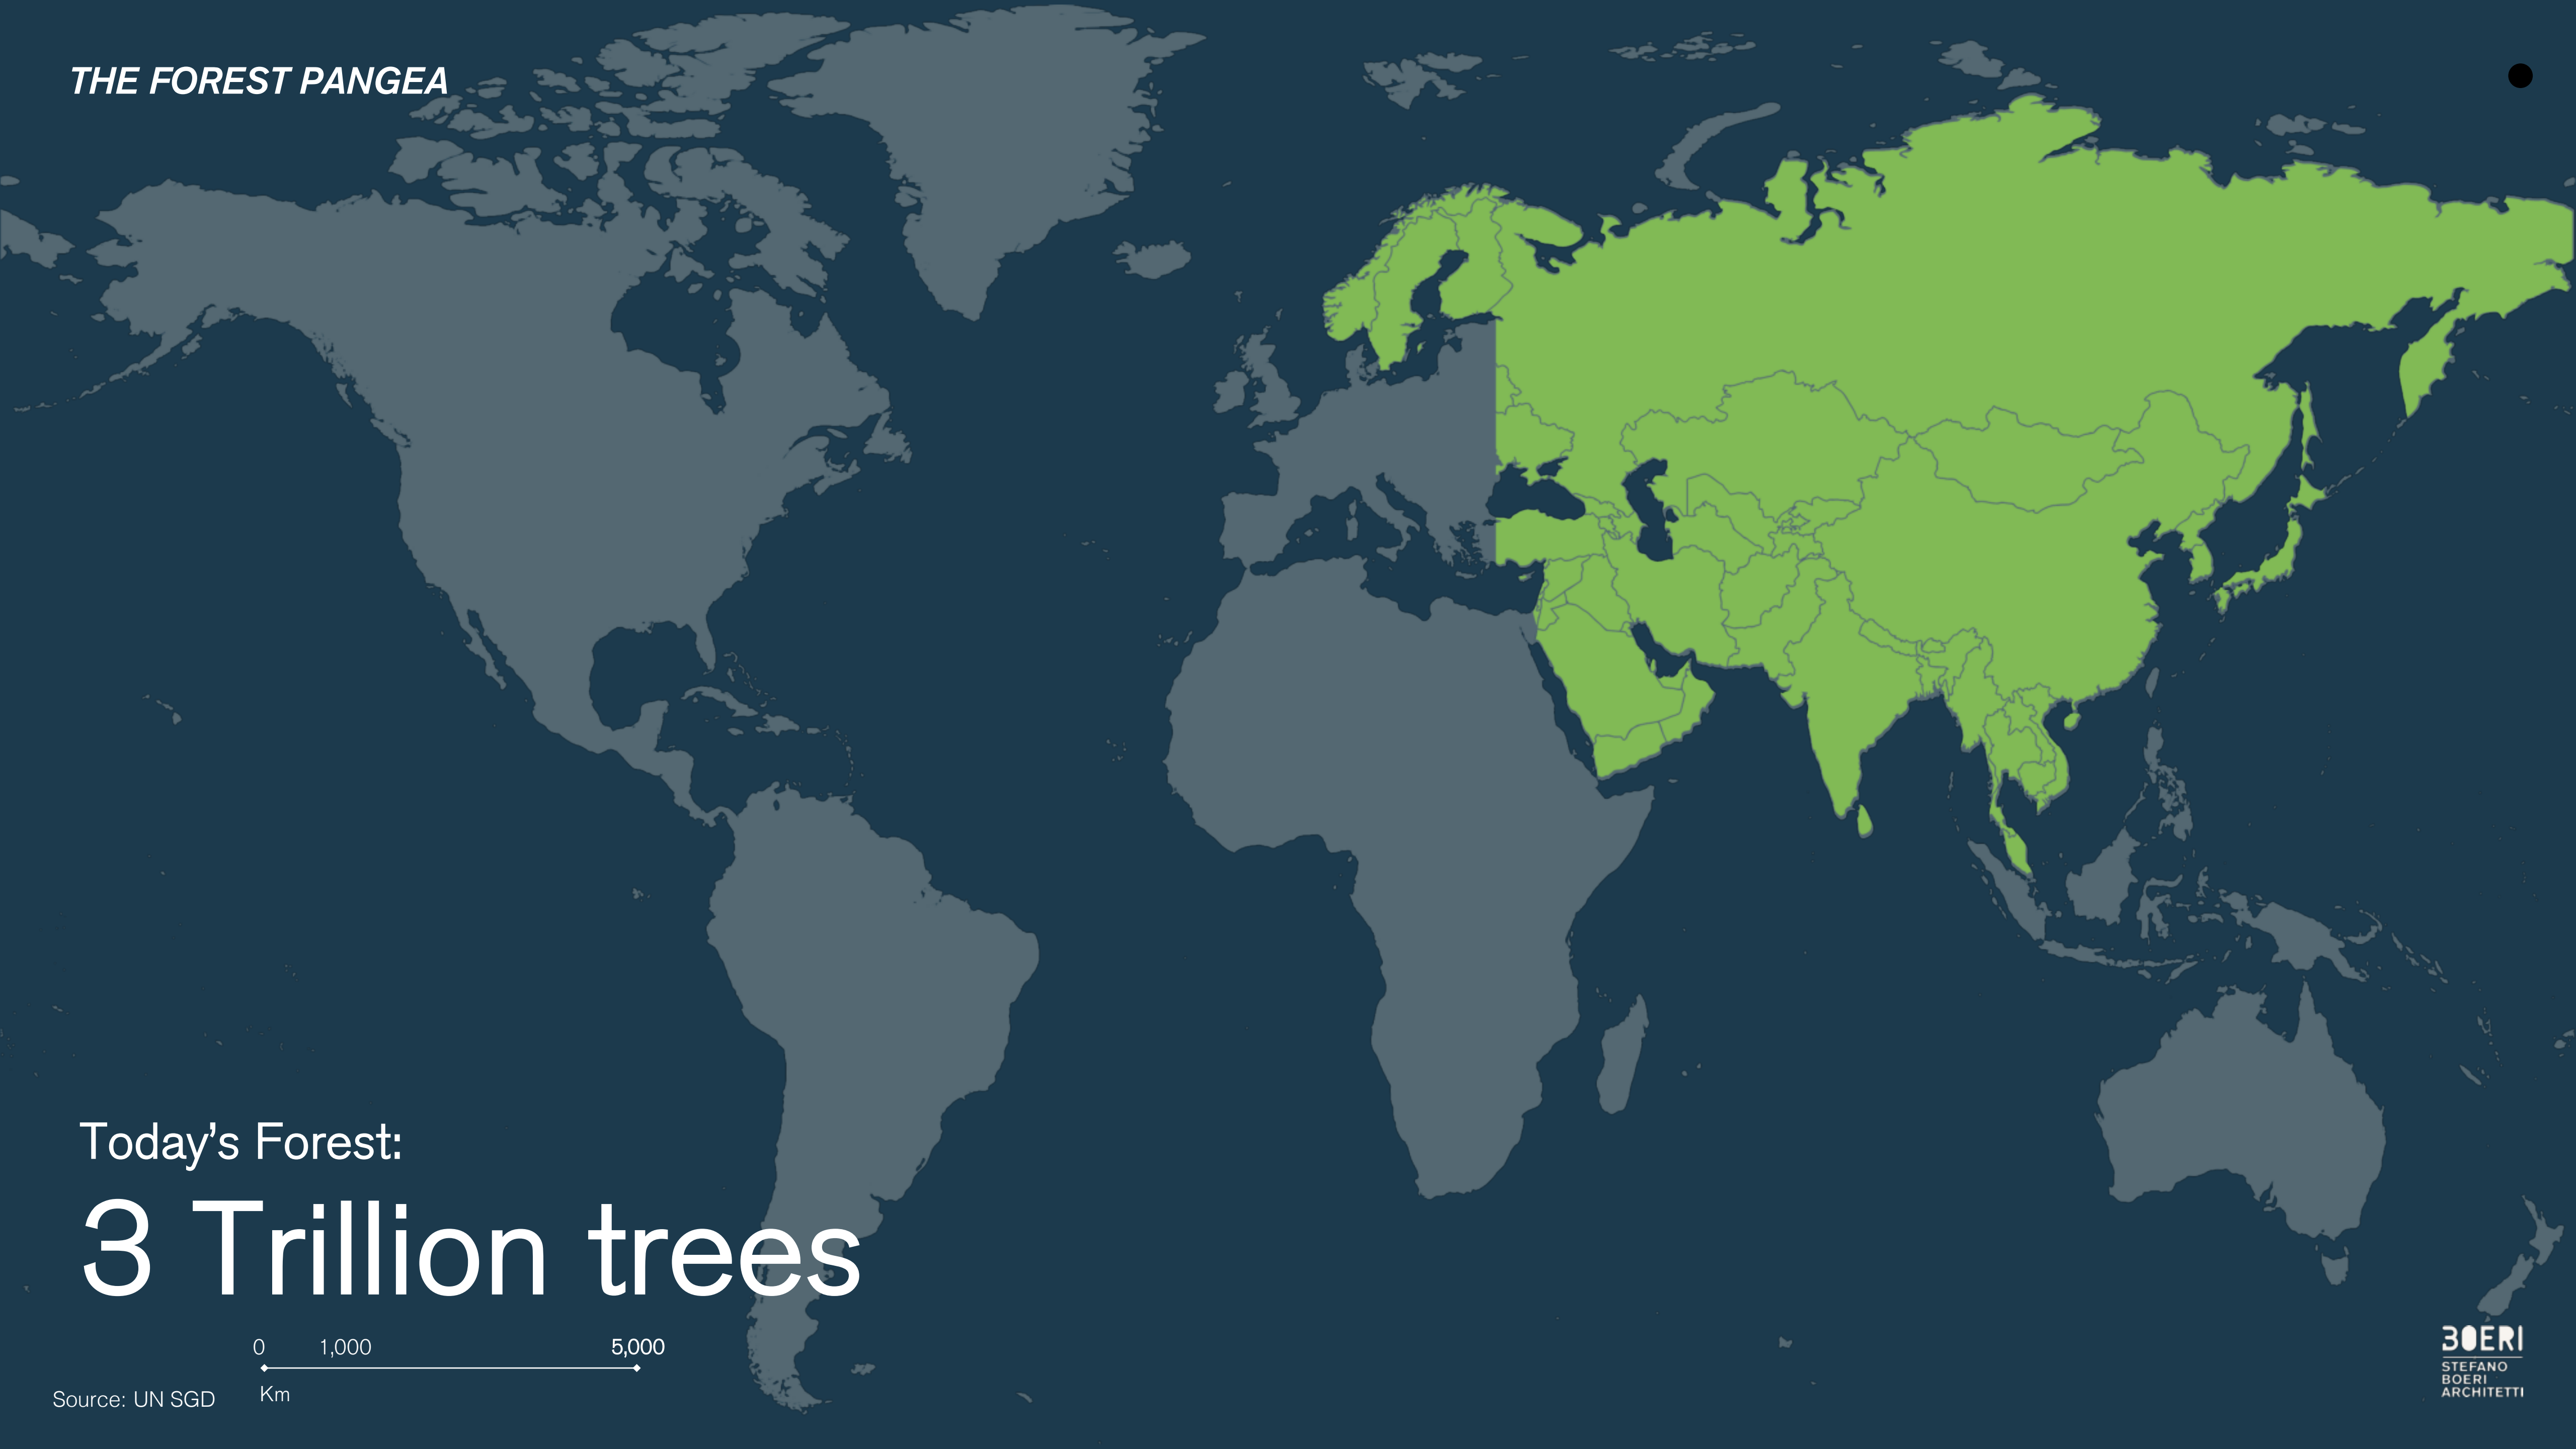 THE FOREST PANGEA
Today’s Forest:
3 Trillion trees
0 1,000 5,000
Km
Source: UN SGD
BOERI
STEFANO
BOERI
ARCHITETTI